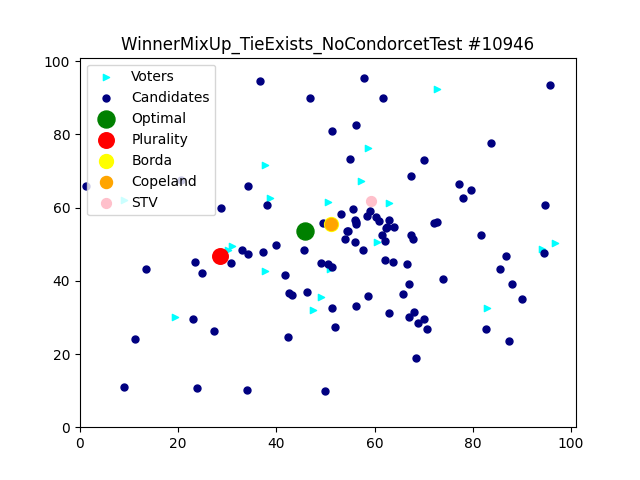 WinnerMixUp_TieExists_NoCondorcetTest #10946
100
80
60
40
20
0
Voters
Candidates
Optimal
Plurality
Borda
Copeland
STV
0 20 40 60 80 100